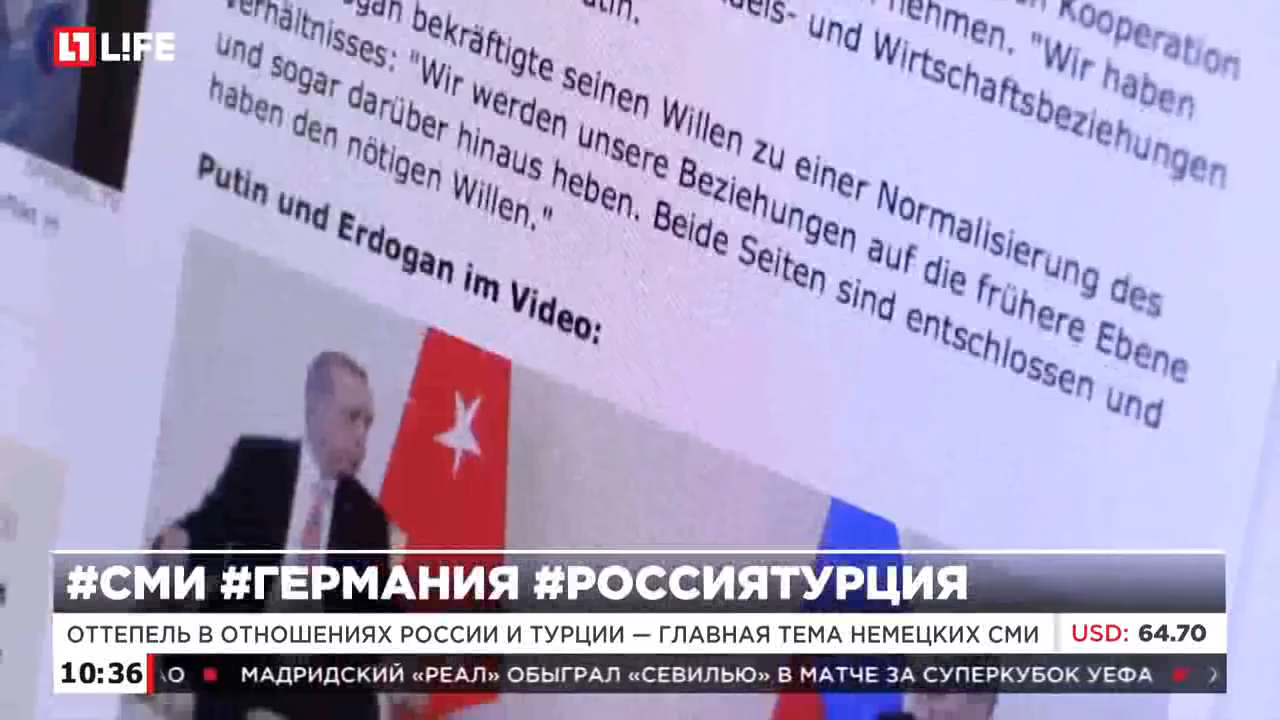 L!FE
Kooperation
nehmen. "Wir haben
und Wirtschaftsbeziehungen
bekräftigte seinen Willen zu einer Normalisierung des
"Wir werden unsere Beziehungen auf die frühere Ebene
und sogar darüber hinaus heben. Beide Seiten sind entschlossen und
haben den nötigen Willen."
Putin und Erdogan im Video:
#СМИ #ГЕРМАНИЯ #РОССИЯТУРЦИЯ
ОТТЕПЕЛЬ В ОТНОШЕНИЯХ РОССИИ И ТУРЦИИ — ГЛАВНАЯ ТЕМА НЕМЕЦКИХ СМИ USD: 64.70
10:36 МАДРИДСКИЙ «РЕАЛ» ОБЫГРАЛ «СЕВИЛЬЮ» В МАТЧЕ ЗА СУПЕРКУБОК УЕФА